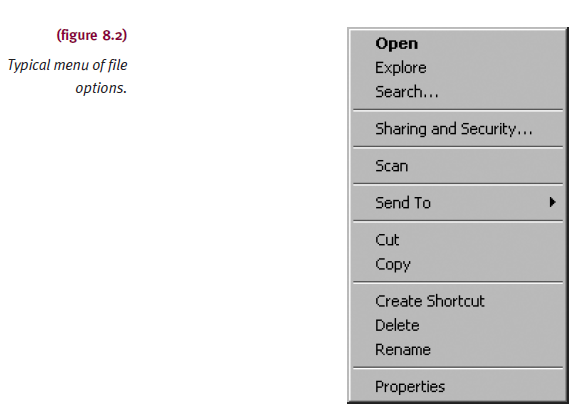 (figure 8.2)
Typical menu of file
options.
Open
Explore
Search...
Sharing and Security...
Scan
Send To
Cut
Copy
Create Shortcut
Delete
Rename
Properties